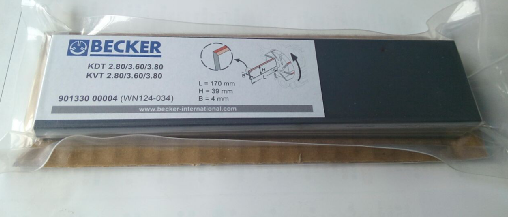 BECKER
KDT 2.80/3.60/3.80
KVT 2.80/3.60/3.80
L = 170 mm
H = 39 mm
B = 4 mm
901330 00004 (WN124-034)
www.becker-international.com